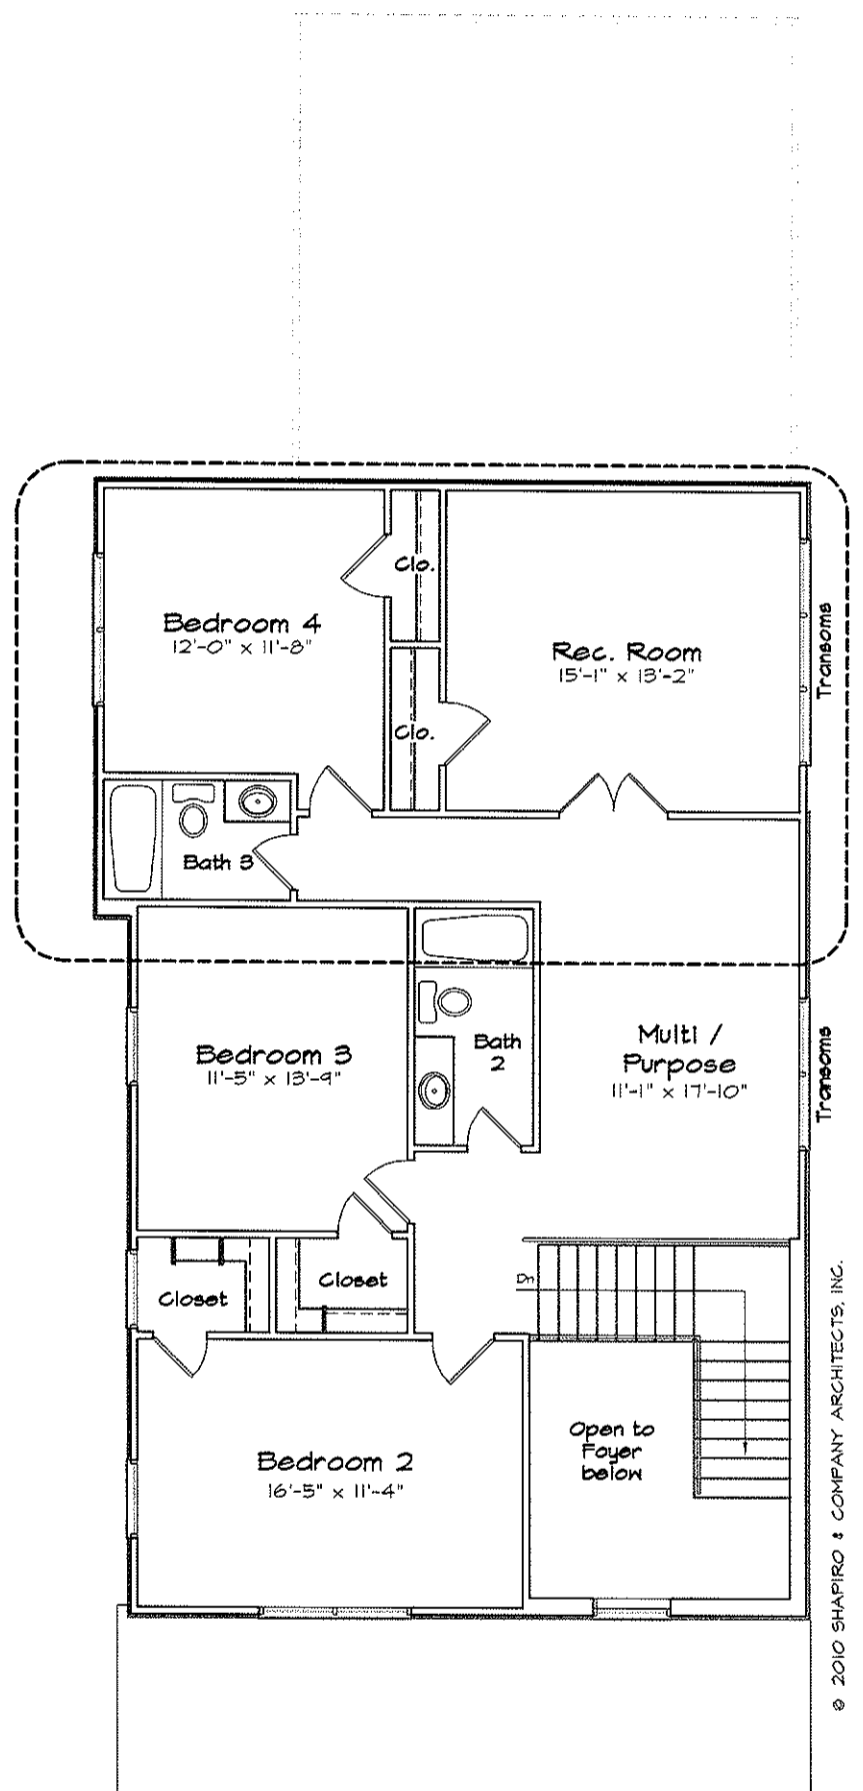 Clo.
Bedroom 4
12'-0" x 11'-8"
Rec. Room
15'-1" x 13'-2"
Transoms
Clo.
Bath 3
Bedroom 3
11'-5" x 13'-9"
Bath
2
Multi /
Purpose
11'-1" x 17'-10"
Transoms
Closet
Closet
Dn
Open to
Foyer
below
Bedroom 2
16'-5" x 11'-4"
© 2010 SHAPIRO & COMPANY ARCHITECTS, INC.